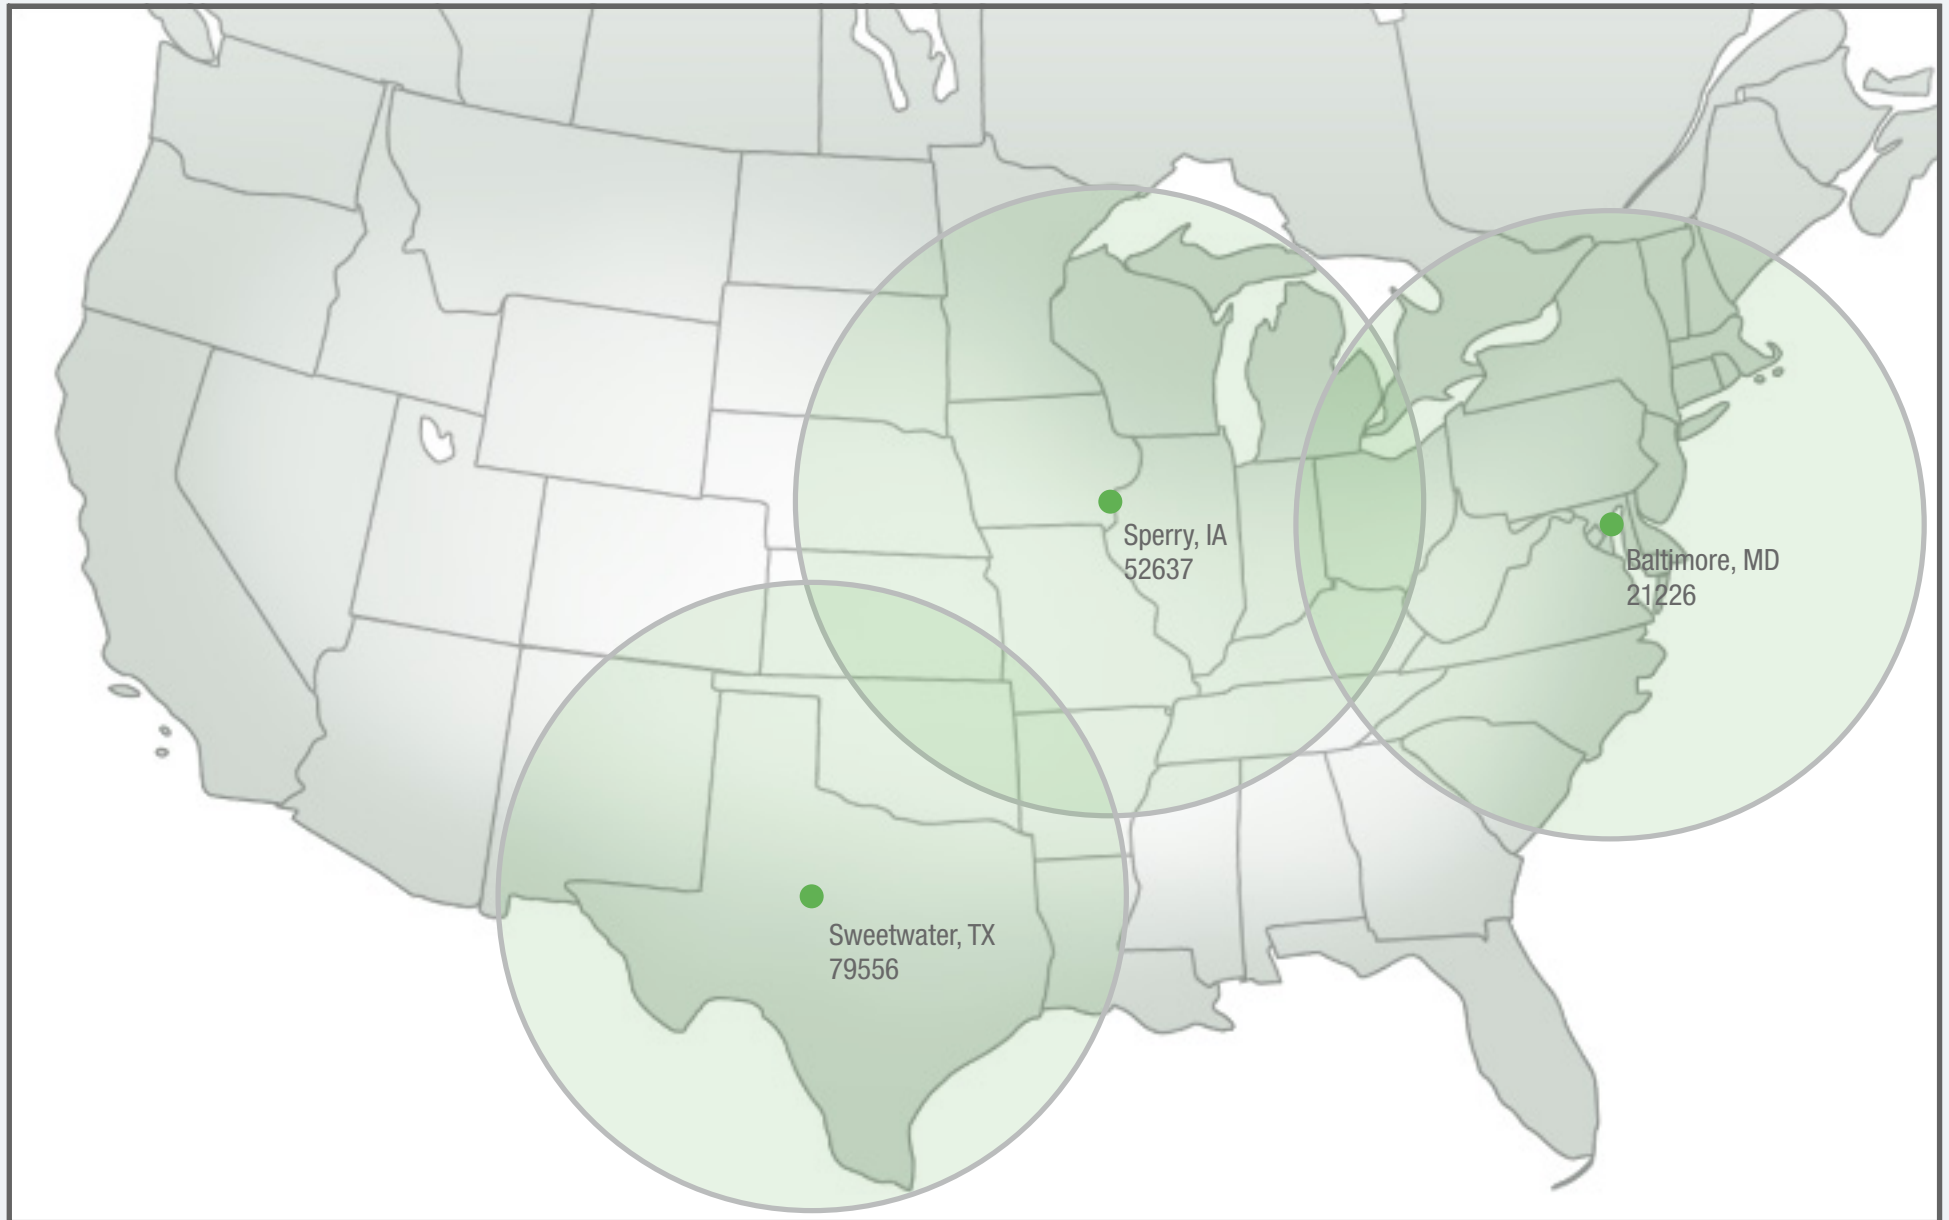 Sperry, IA
52637
Baltimore, MD
21226
Sweetwater, TX
79556